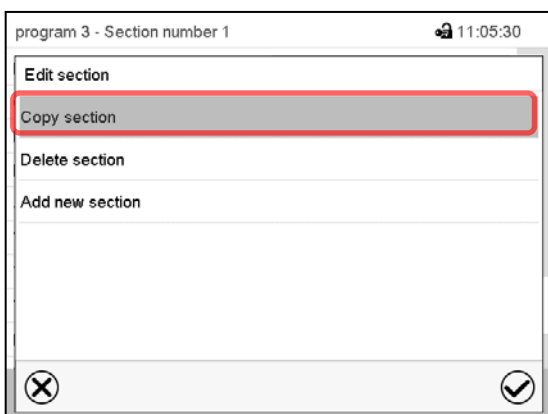 program 3 - Section number 1 11:05:30
Edit section
Copy section
Delete section
Add new section